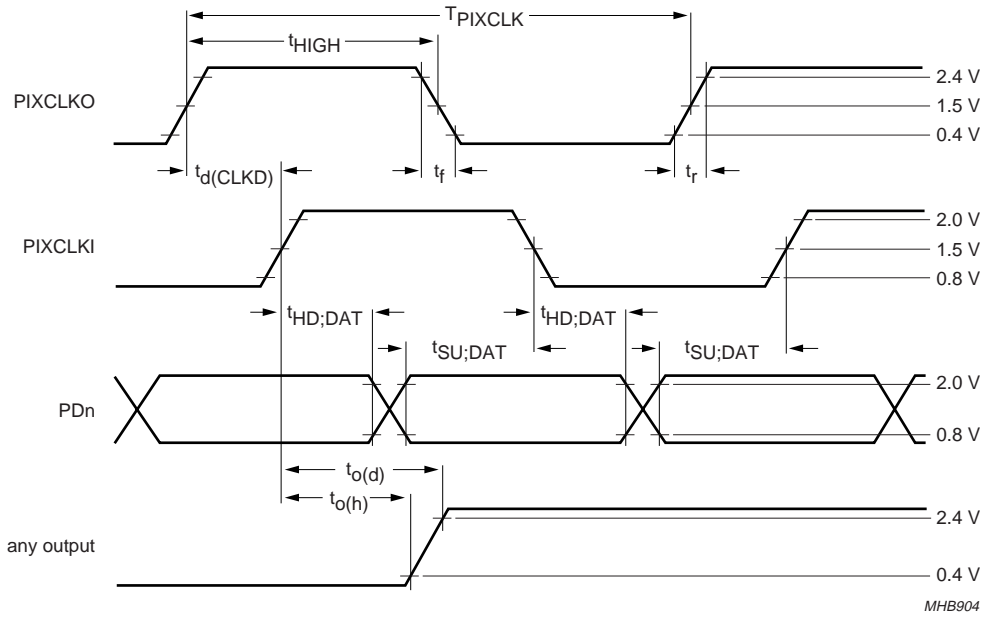 TPIXCLK
tHIGH
PIXCLKO
2.4 V
1.5 V
0.4 V
td(CLKD)
tf
tr
PIXCLKI
2.0 V
1.5 V
0.8 V
tHD;DAT
tHD;DAT
tSU;DAT
tSU;DAT
PDn
2.0 V
0.8 V
to(d)
to(h)
any output
2.4 V
0.4 V
MHB904